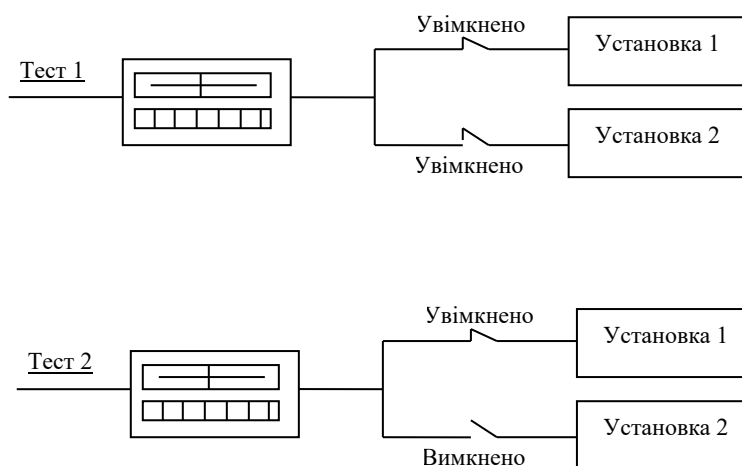 Увімкнено
Установка 1
Тест 1
Установка 2
Увімкнено
Увімкнено
Установка 1
Тест 2
Установка 2
Вимкнено